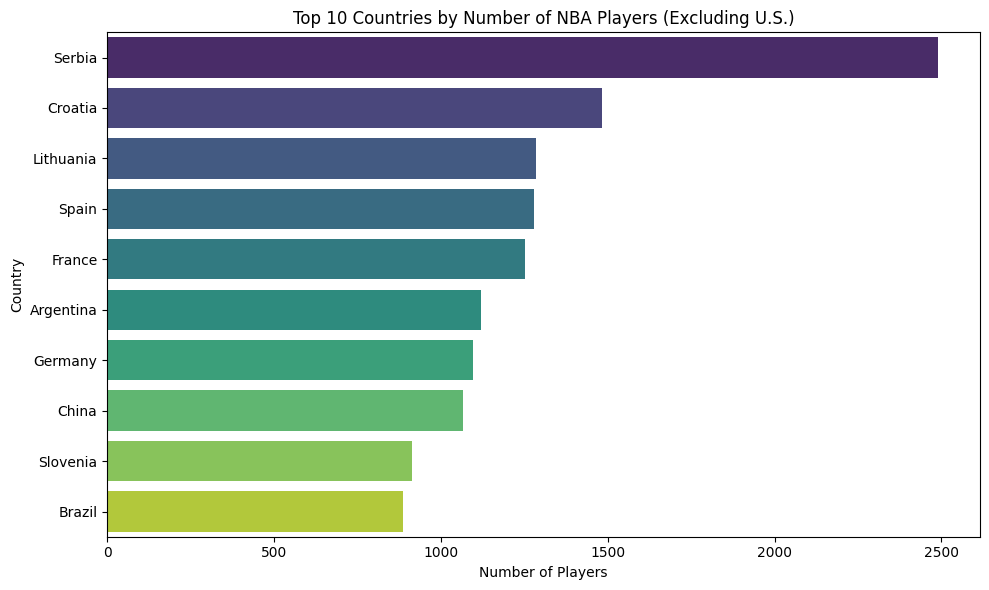 Top 10 Countries by Number of NBA Players (Excluding U.S.)
Country
Serbia
Croatia
Lithuania
Spain
France
Argentina
Germany
China
Slovenia
Brazil
0 500 1000 1500 2000 2500
Number of Players